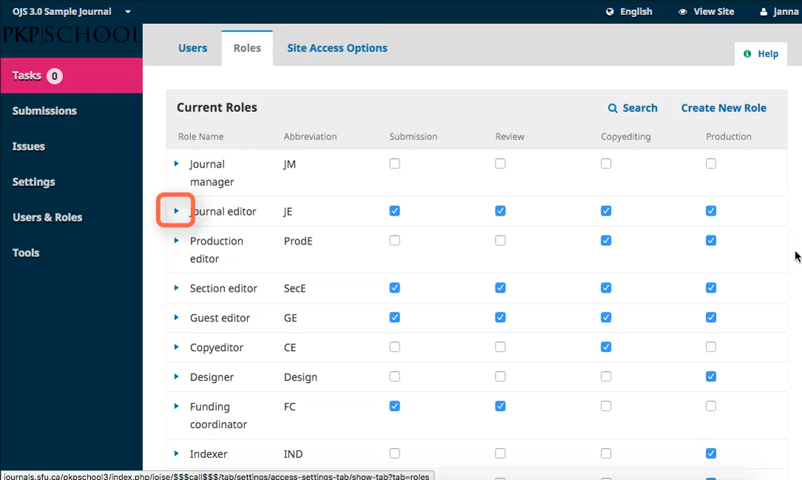 OJS 3.0 Sample Journal
English
View Site
Janna
PKP|SCHOOL
Users
Roles
Site Access Options
Help
Tasks 0
Submissions
Issues
Settings
Users & Roles
Tools
Current Roles
Search
Create New Role
Role Name Abbreviation Submission Review Copyediting Production
Journal
manager
JM
Journal editor JE
Production
editor
ProdE
Section editor SecE
Guest editor GE
Copyeditor CE
Designer Design
Funding
coordinator
FC
Indexer IND
journals.sfu.ca/pkpschool3/index.php/ojsje/$$$call$$$/tab/settings/access-settings-tab/show-tab?tab=roles